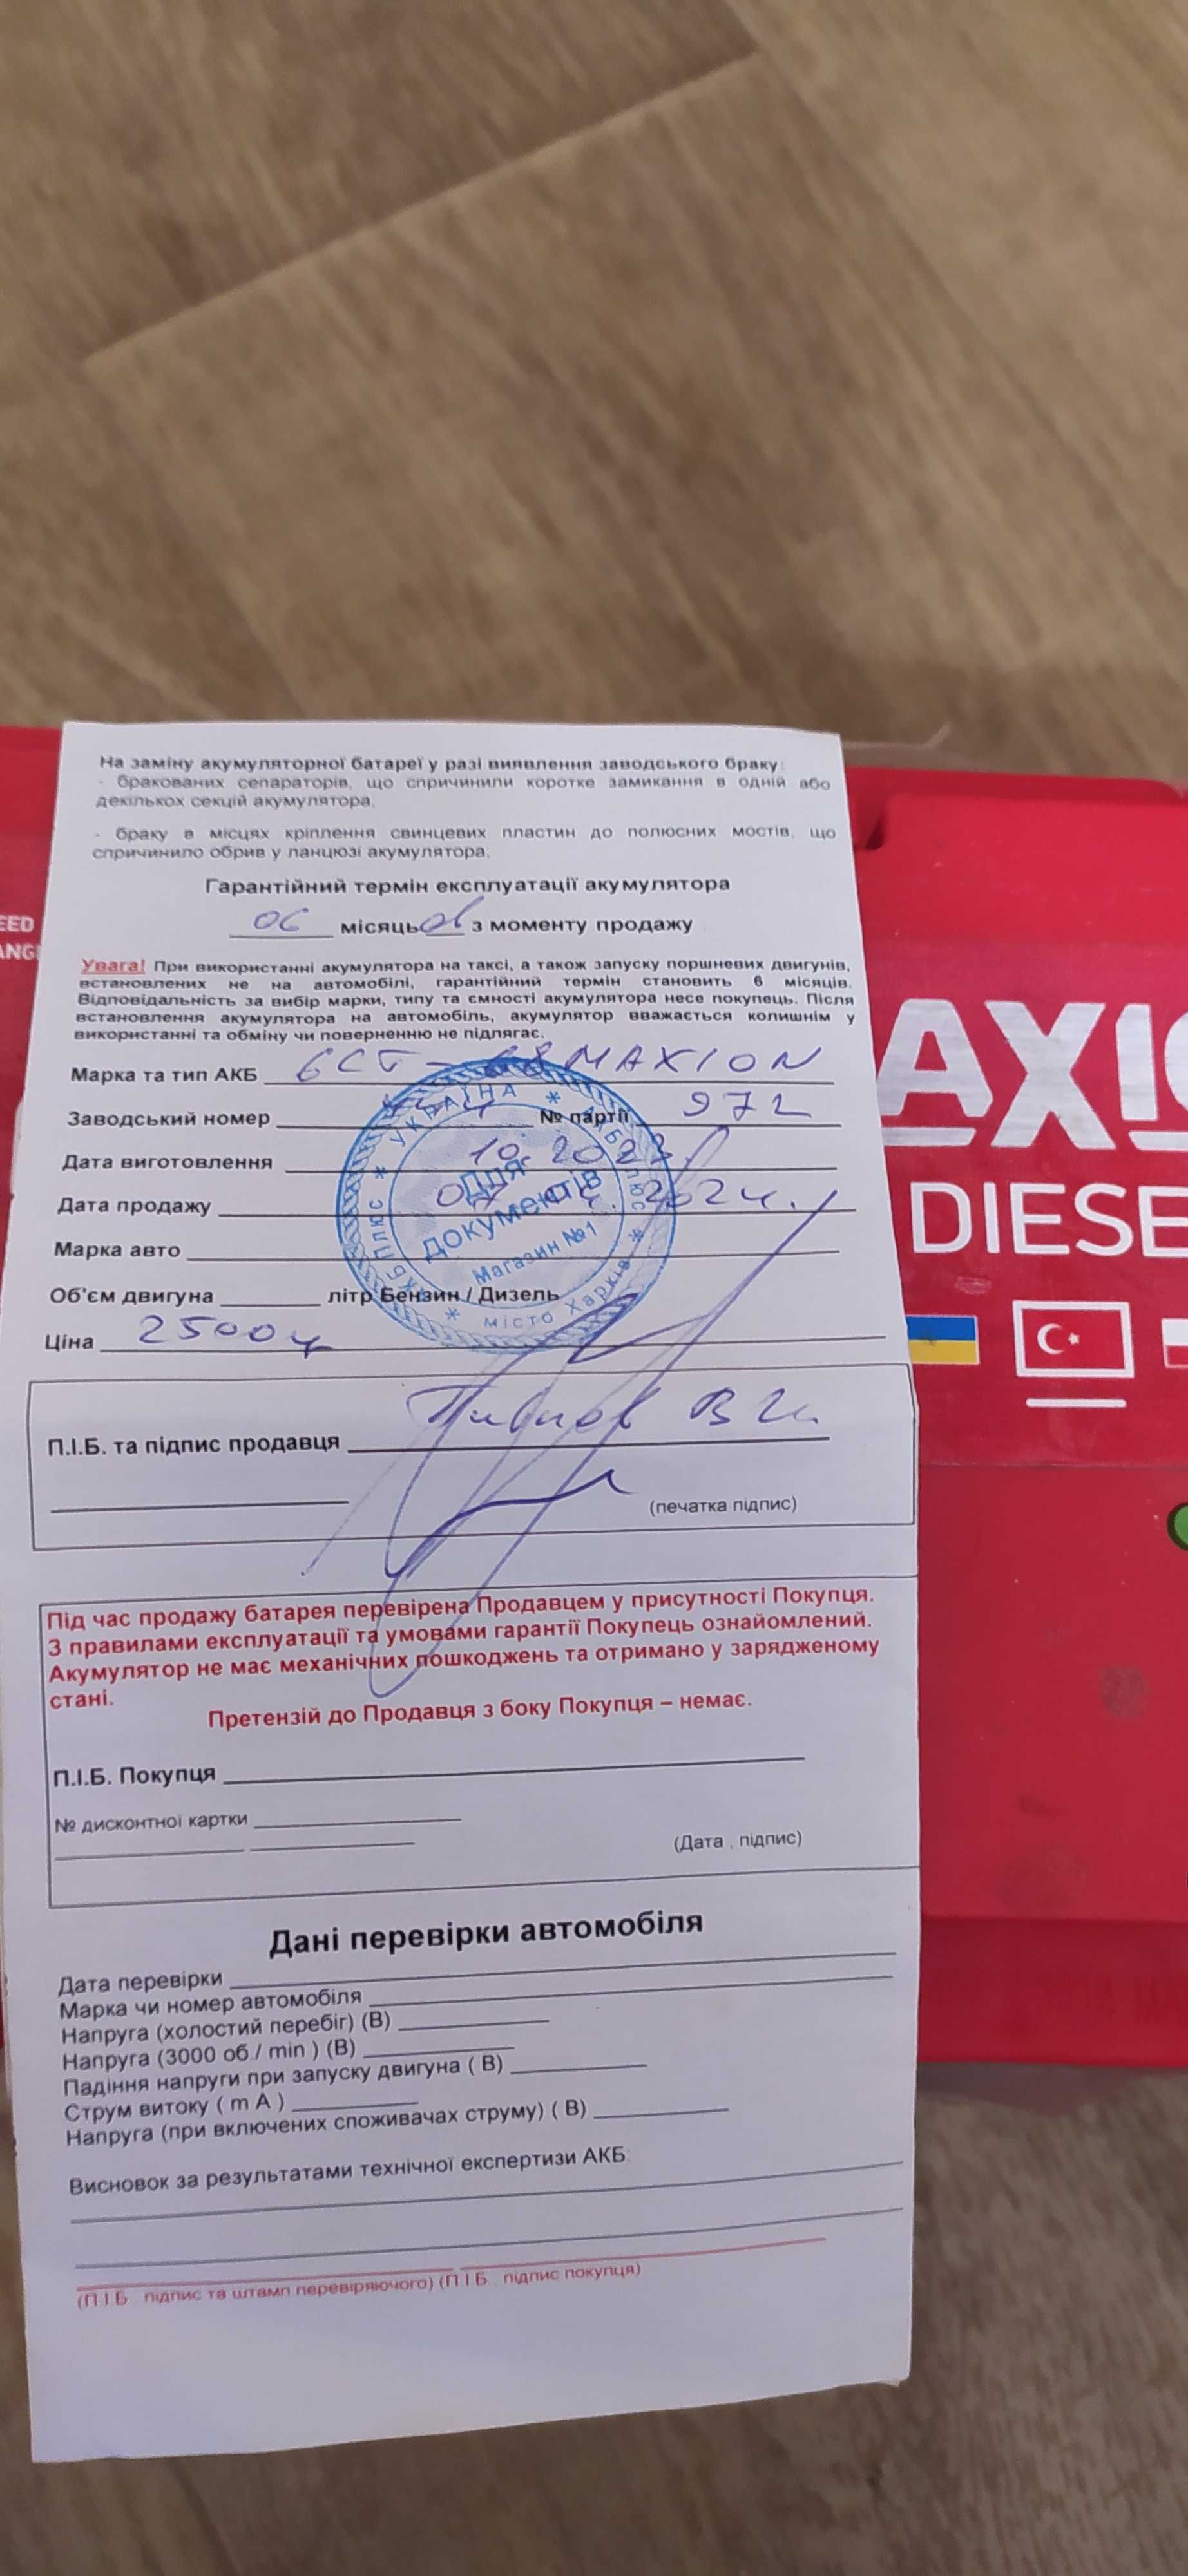 На заміну акумуляторної батареї у разі виявлення заводського браку:
- бракованих сепараторів, що спричинили коротке замикання в одній або
декількох секцій акумулятора;
- браку в місцях кріплення свинцевих пластин до полюсних мостів, що
спричинило обрив у ланцюзі акумулятора;
Гарантійний термін експлуатації акумулятора
06 місяць з моменту продажу
Увага! При використанні акумулятора на таксі, а також запуску поршневих двигунів,
встановлених не на автомобілі, гарантійний термін становить 6 місяців.
Відповідальність за вибір марки, типу та ємності акумулятора несе покупець. Після
встановлення акумулятора на автомобіль, акумулятор вважається колишнім у
використанні та обміну чи поверненню не підлягає.
Марка та тип АКБ 6СТ- MAXION
Заводський номер № партії 972
Дата виготовлення 10.2023
Дата продажу 2024.
Марка авто
Об'єм двигуна літр Бензин / Дизель
Ціна 2500
УКРАЇНА * *
місто Харків
Для
документів
Магазин №1
П.І.Б. та підпис продавця
(печатка підпис)
Під час продажу батарея перевірена Продавцем у присутності Покупця.
З правилами експлуатації та умовами гарантії Покупець ознайомлений.
Акумулятор не має механічних пошкоджень та отримано у зарядженому
стані.
Претензій до Продавця з боку Покупця – немає.
П.І.Б. Покупця
№ дисконтної картки
(Дата , підпис)
Дані перевірки автомобіля
Дата перевірки
Марка чи номер автомобіля
Напруга (холостий перебіг) (В)
Напруга (3000 об./ min ) (В)
Падіння напруги при запуску двигуна ( В)
Струм витоку ( m A )
Напруга (при включених споживачах струму) ( В)
Висновок за результатами технічної експертизи АКБ:
(П.І.Б , підпис та штамп перевіряючого) (П.І.Б , підпис покупця)
EED
ANG
AXIO
DIESE